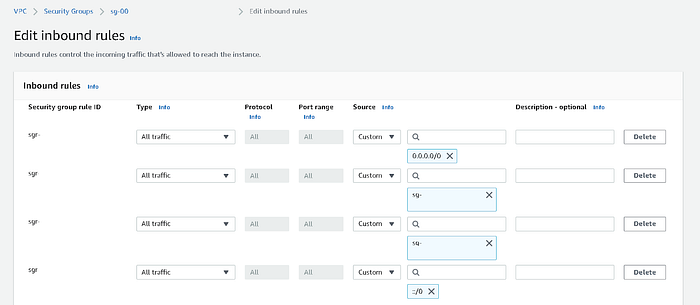 VPC > Security Groups > sg-00 > Edit inbound rules
Edit inbound rules Info
Inbound rules control the incoming traffic that's allowed to reach the instance.
Inbound rules Info
Security group rule ID Type Info Protocol Info Port range Info Source Info Description - optional Info
sgr- All traffic All All Custom Delete
0.0.0.0/0
sgr All traffic All All Custom Delete
sg-
sgr- All traffic All All Custom Delete
sg-
sgr All traffic All All Custom Delete
::/0